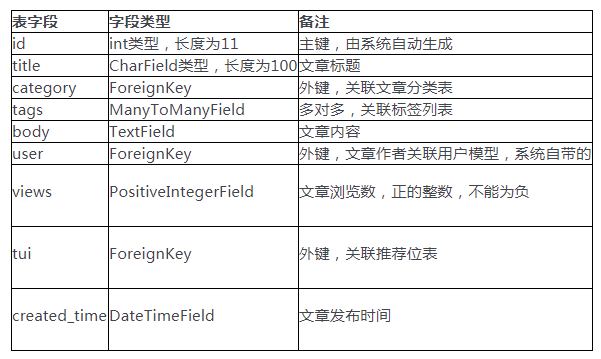 表字段 字段类型 备注
id int类型，长度为11 主键，由系统自动生成
title CharField类型，长度为100 文章标题
category ForeignKey 外键，关联文章分类表
tags ManyToManyField 多对多，关联标签列表
body TextField 文章内容
user ForeignKey 外键，文章作者关联用户模型，系统自带的
views PositiveIntegerField 文章浏览数，正的整数，不能为负
tui ForeignKey 外键，关联推荐位表
created_time DateTimeField 文章发布时间